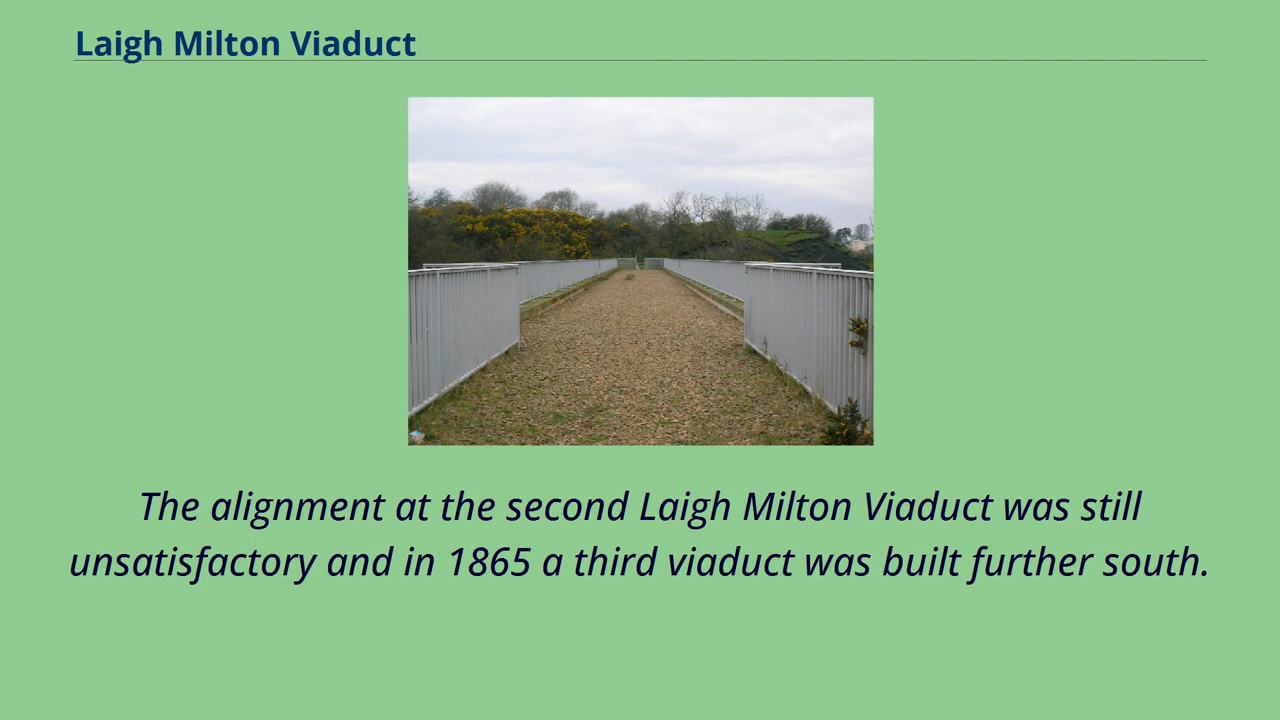 Laigh Milton Viaduct
The alignment at the second Laigh Milton Viaduct was still
unsatisfactory and in 1865 a third viaduct was built further south.